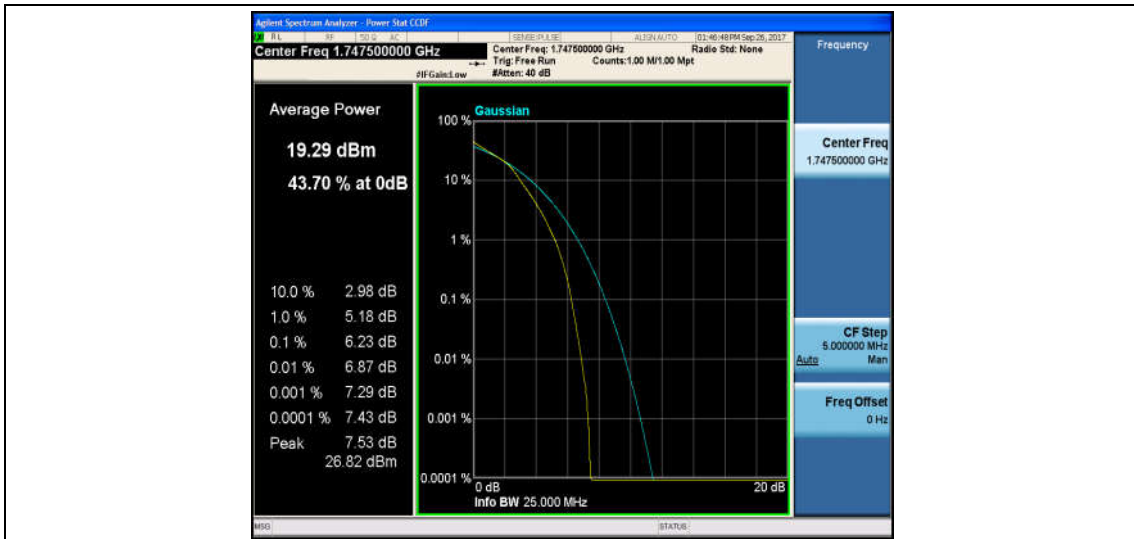 Agilent Spectrum Analyzer - Power Stat CCDF
RL RF 50 Ω AC SENSE:PULSE ALIGN AUTO 01:46:48 PM Sep 26, 2017
Center Freq 1.747500000 GHz
Center Freq: 1.747500000 GHz Radio Std: None
Trig: Free Run Counts:1.00 M/1.00 Mpt
#IFGain:Low #Atten: 40 dB
Frequency
Average Power
19.29 dBm
43.70 % at 0dB
10.0 % 2.98 dB
1.0 % 5.18 dB
0.1 % 6.23 dB
0.01 % 6.87 dB
0.001 % 7.29 dB
0.0001 % 7.43 dB
Peak 7.53 dB
26.82 dBm
Gaussian
100 %
10 %
1 %
0.1 %
0.01 %
0.001 %
0.0001 %
0 dB 20 dB
Info BW 25.000 MHz
Center Freq
1.747500000 GHz
CF Step
5.000000 MHz
Auto Man
Freq Offset
0 Hz
MSG STATUS